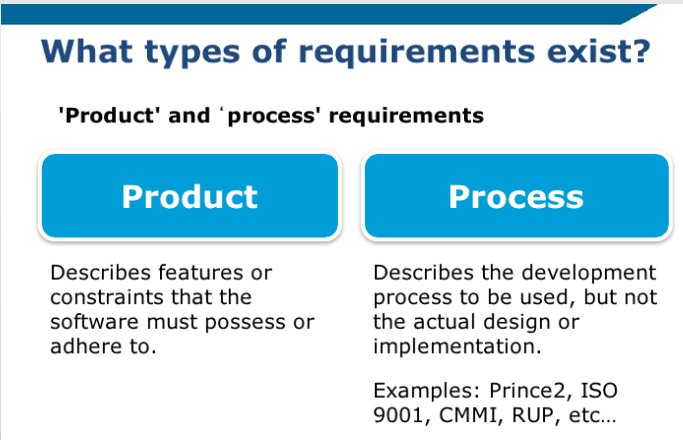 What types of requirements exist?
'Product' and ‘process' requirements
Product
Describes features or
constraints that the
software must possess or
adhere to.
Process
Describes the development
process to be used, but not
the actual design or
implementation.
Examples: Prince2, ISO
9001, CMMI, RUP, etc...